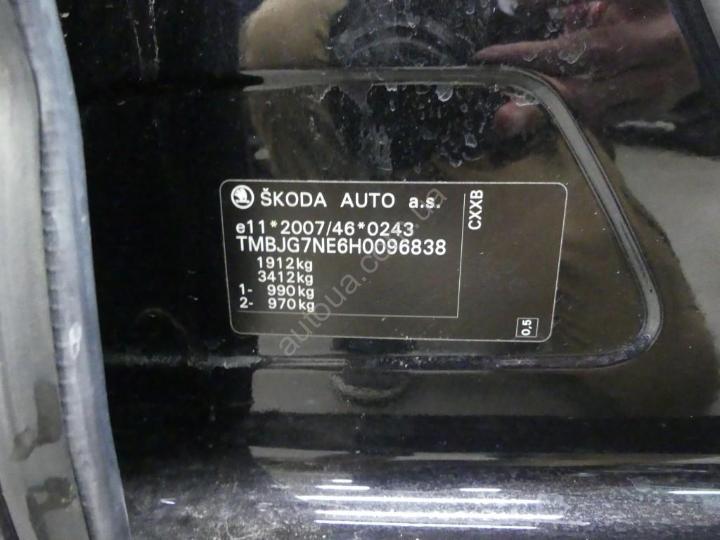 ŠKODA AUTO a.s.
e11*2007/46*0243
TMBJG7NE6H0096838
1912kg
3412kg
1- 990kg
2- 970kg
CXXB
0,5
autoua.com.ua